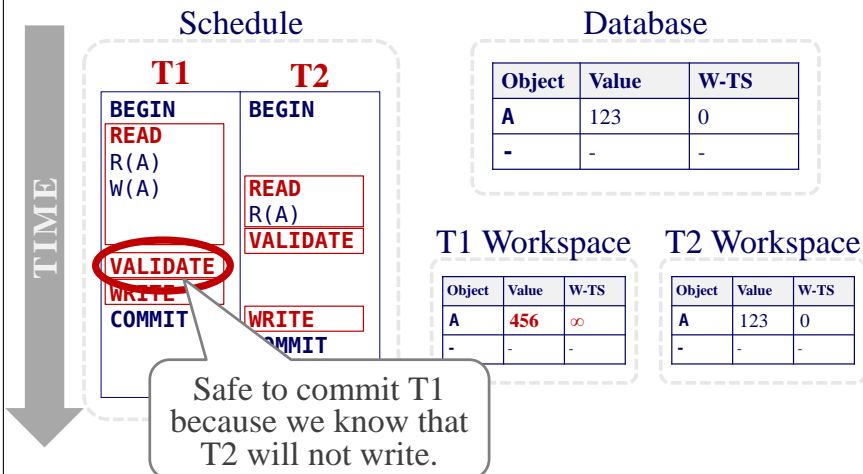 Schedule
T1
T2
BEGIN
READ
R(A)
W(A)
VALIDATE
WRITE
COMMIT
BEGIN
READ
R(A)
VALIDATE
WRITE
TIME
Safe to commit T1
because we know that
T2 will not write.
Database
Object Value W-TS
A 123 0
- - -
T1 Workspace
Object Value W-TS
A 456 ∞
- - -
T2 Workspace
Object Value W-TS
A 123 0
- - -